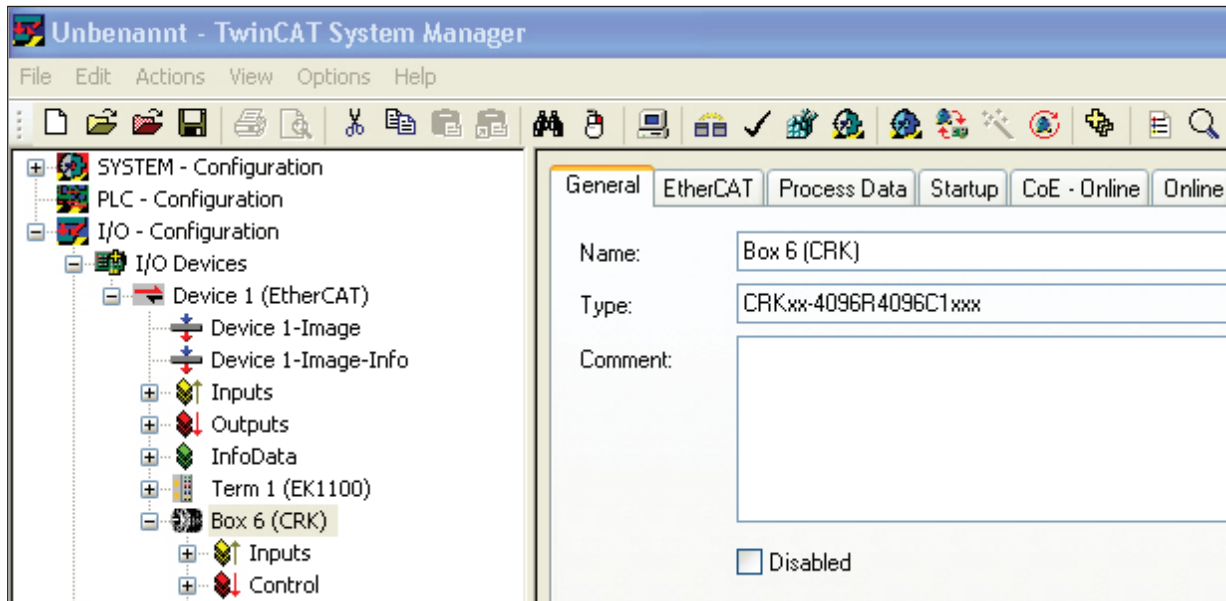 Unbenannt - TwinCAT System Manager
File Edit Actions View Options Help
SYSTEM - Configuration
PLC - Configuration
I/O - Configuration
I/O Devices
Device 1 (EtherCAT)
Device 1-Image
Device 1-Image-Info
Inputs
Outputs
InfoData
Term 1 (EK1100)
Box 6 (CRK)
Inputs
Control
General EtherCAT Process Data Startup CoE - Online Online
Name: Box 6 (CRK)
Type: CRKxx-4096R4096C1xxx
Comment:
Disabled